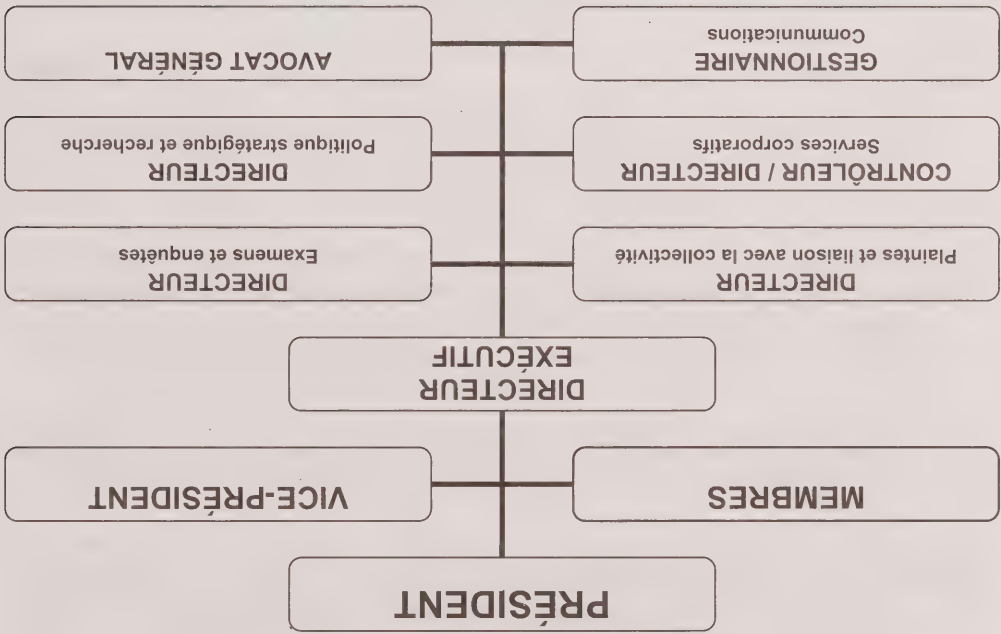 PRÉSIDENT
MEMBRES
VICE-PRÉSIDENT
DIRECTEUR
EXÉCUTIF
DIRECTEUR
Plaintes et liaison avec la collectivité
DIRECTEUR
Examens et enquêtes
CONTRÔLEUR / DIRECTEUR
Services corporatifs
DIRECTEUR
Politique stratégique et recherche
GESTIONNAIRE
Communications
AVOCAT GÉNÉRAL